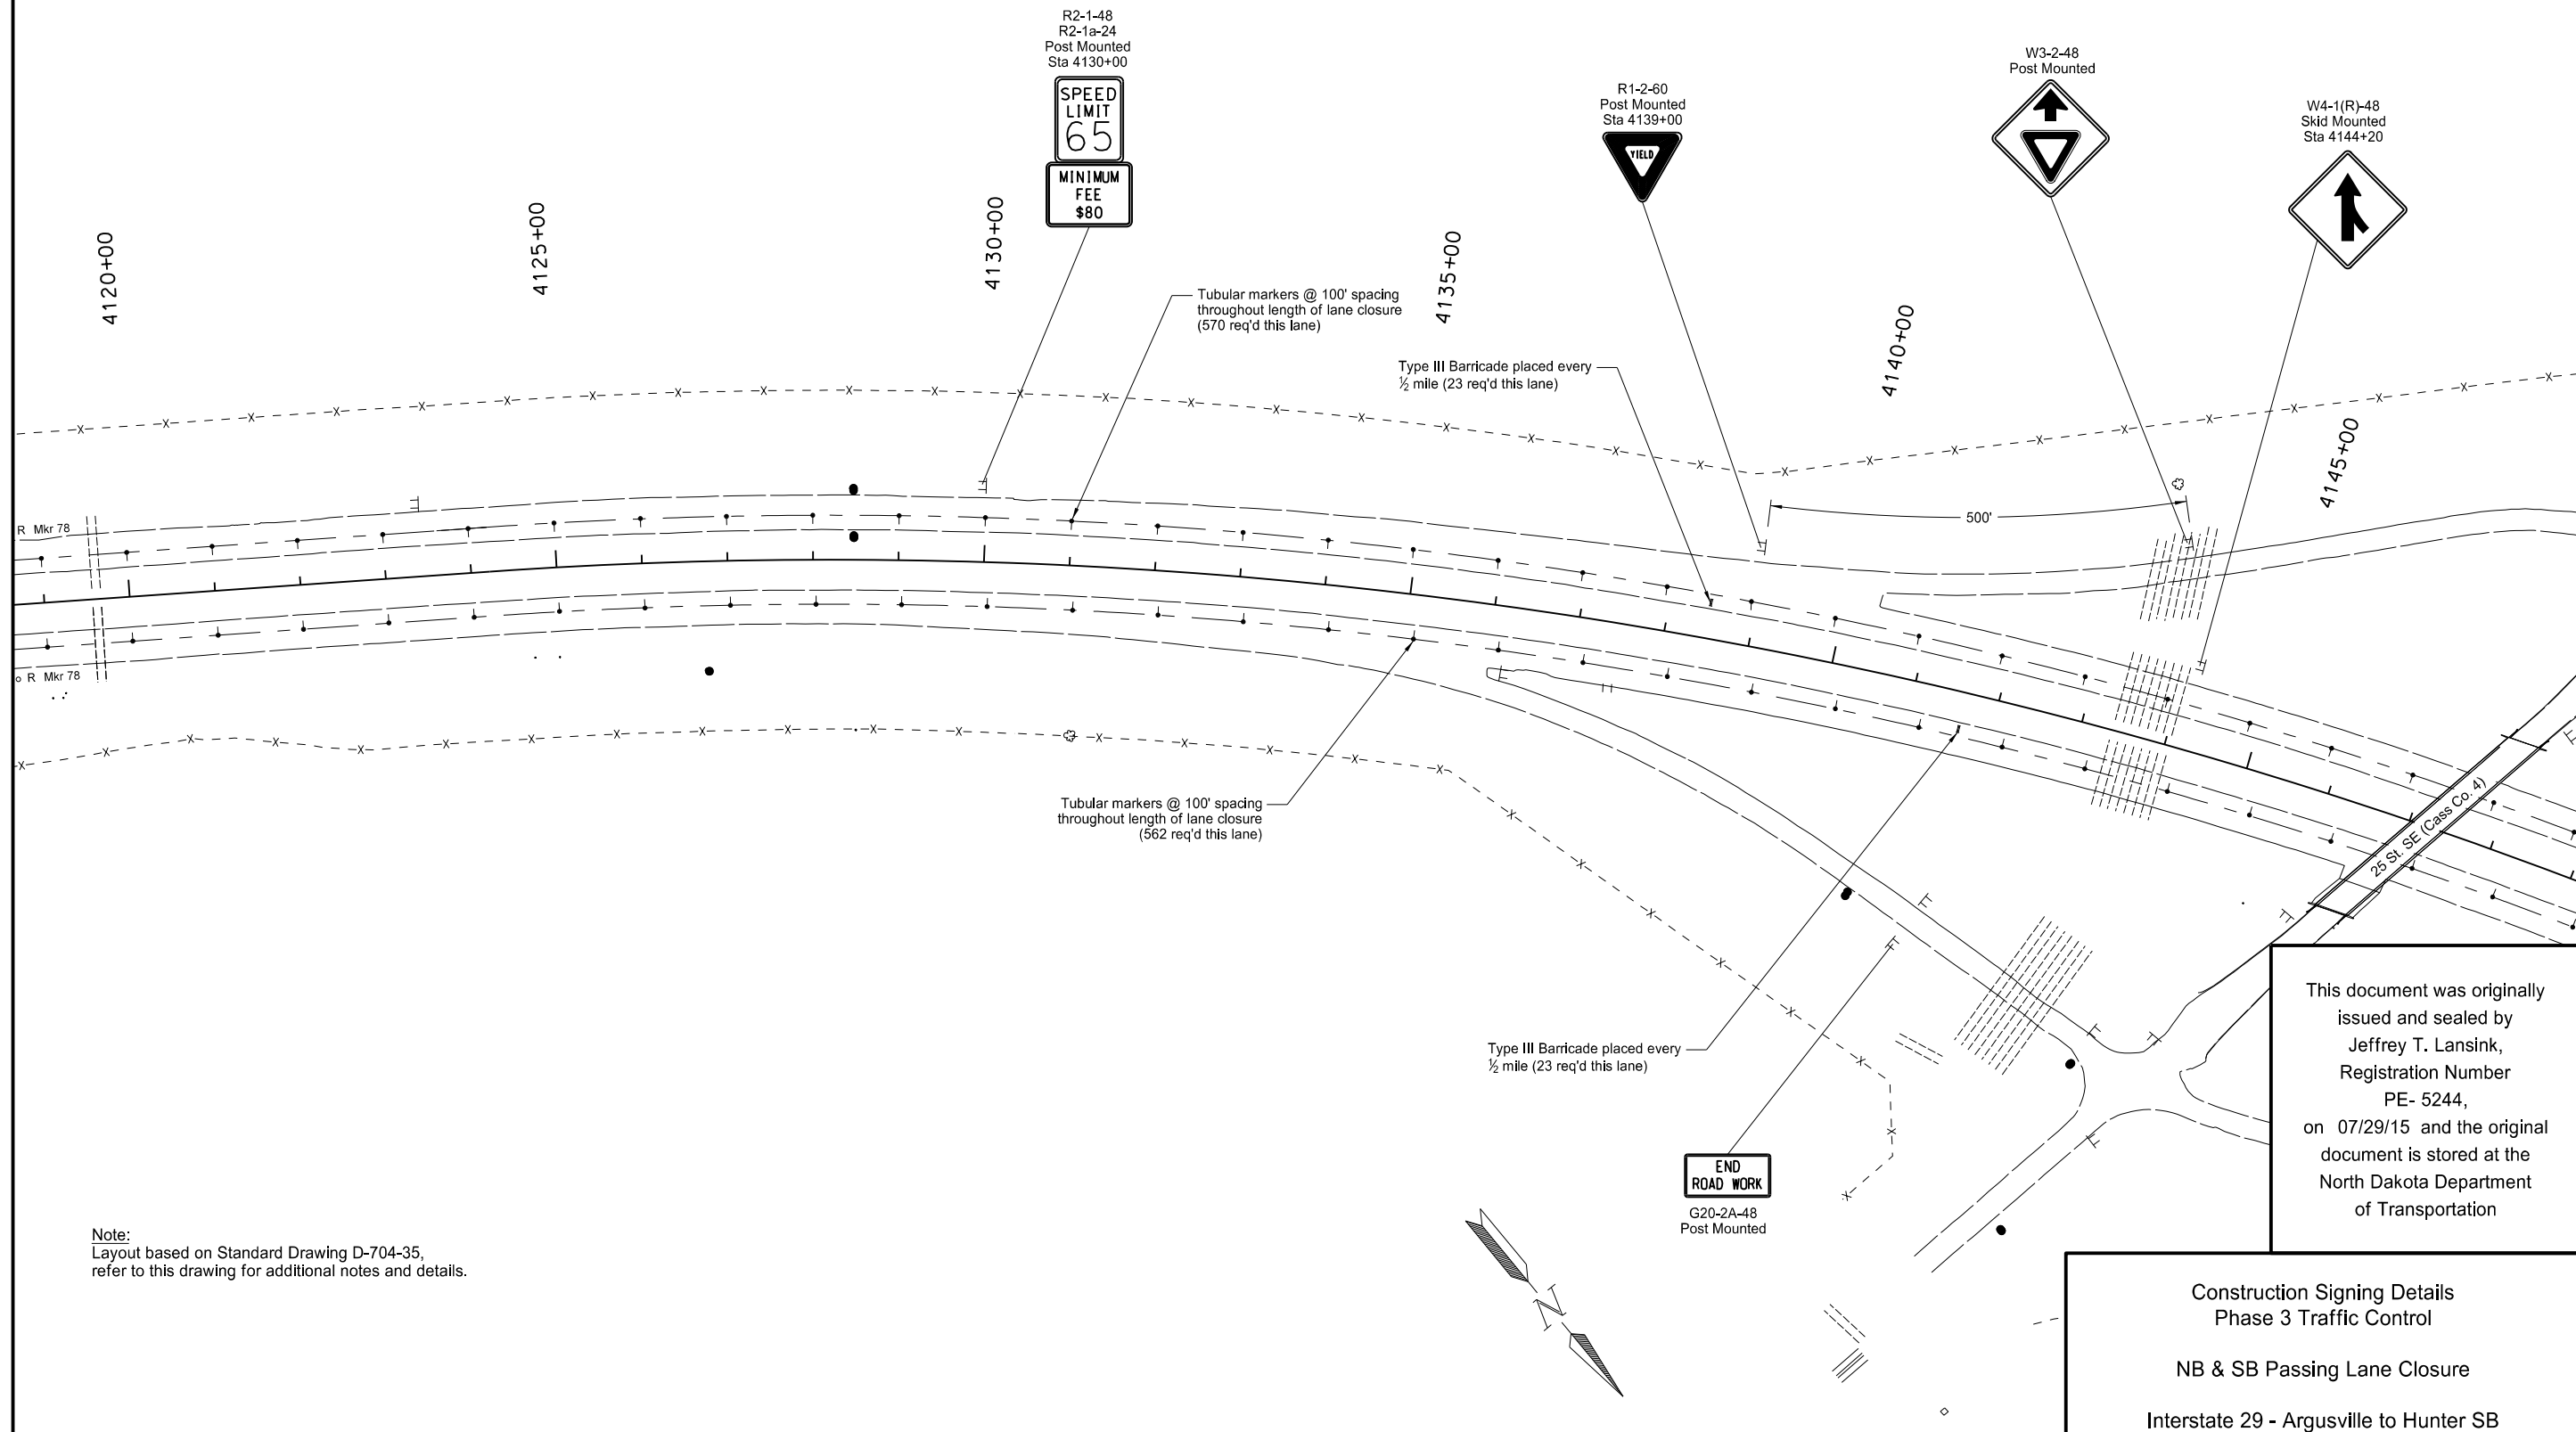 R2-1-48
R2-1a-24
Post Mounted
Sta 4130+00
SPEED
LIMIT
65
MINIMUM
FEE
$80
R1-2-60
Post Mounted
Sta 4139+00
YIELD
W3-2-48
Post Mounted
W4-1(R)-48
Skid Mounted
Sta 4144+20
4120+00
4125+00
4130+00
4135+00
4140+00
4145+00
Tubular markers @ 100' spacing
throughout length of lane closure
(570 req'd this lane)
Type III Barricade placed every
½ mile (23 req'd this lane)
500'
R Mkr 78
R Mkr 78
Tubular markers @ 100' spacing
throughout length of lane closure
(562 req'd this lane)
25 St. SE (Cass Co. 4)
Type III Barricade placed every
½ mile (23 req'd this lane)
END
ROAD WORK
G20-2A-48
Post Mounted
Note:
Layout based on Standard Drawing D-704-35,
refer to this drawing for additional notes and details.
N
This document was originally
issued and sealed by
Jeffrey T. Lansink,
Registration Number
PE- 5244,
on 07/29/15 and the original
document is stored at the
North Dakota Department
of Transportation
Construction Signing Details
Phase 3 Traffic Control
NB & SB Passing Lane Closure
Interstate 29 - Argusville to Hunter SB